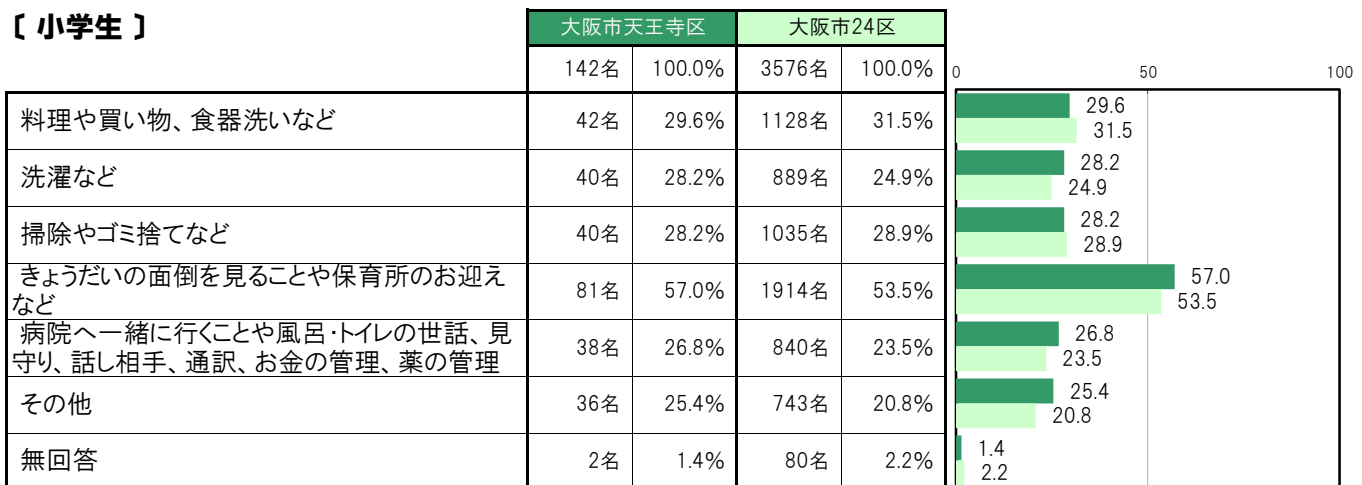 〔 小学生 〕
大阪市天王寺区 大阪市24区
142名 100.0% 3576名 100.0%
0 50 100
料理や買い物、食器洗いなど 42名 29.6% 1128名 31.5%
29.6
31.5
洗濯など 40名 28.2% 889名 24.9%
28.2
24.9
掃除やゴミ捨てなど 40名 28.2% 1035名 28.9%
28.2
28.9
きょうだいの面倒を見ることや保育所のお迎え
など
81名 57.0% 1914名 53.5%
57.0
53.5
病院へ一緒に行くことや風呂・トイレの世話、見
守り、話し相手、通訳、お金の管理、薬の管理
38名 26.8% 840名 23.5%
26.8
23.5
その他 36名 25.4% 743名 20.8%
25.4
20.8
無回答 2名 1.4% 80名 2.2%
1.4
2.2